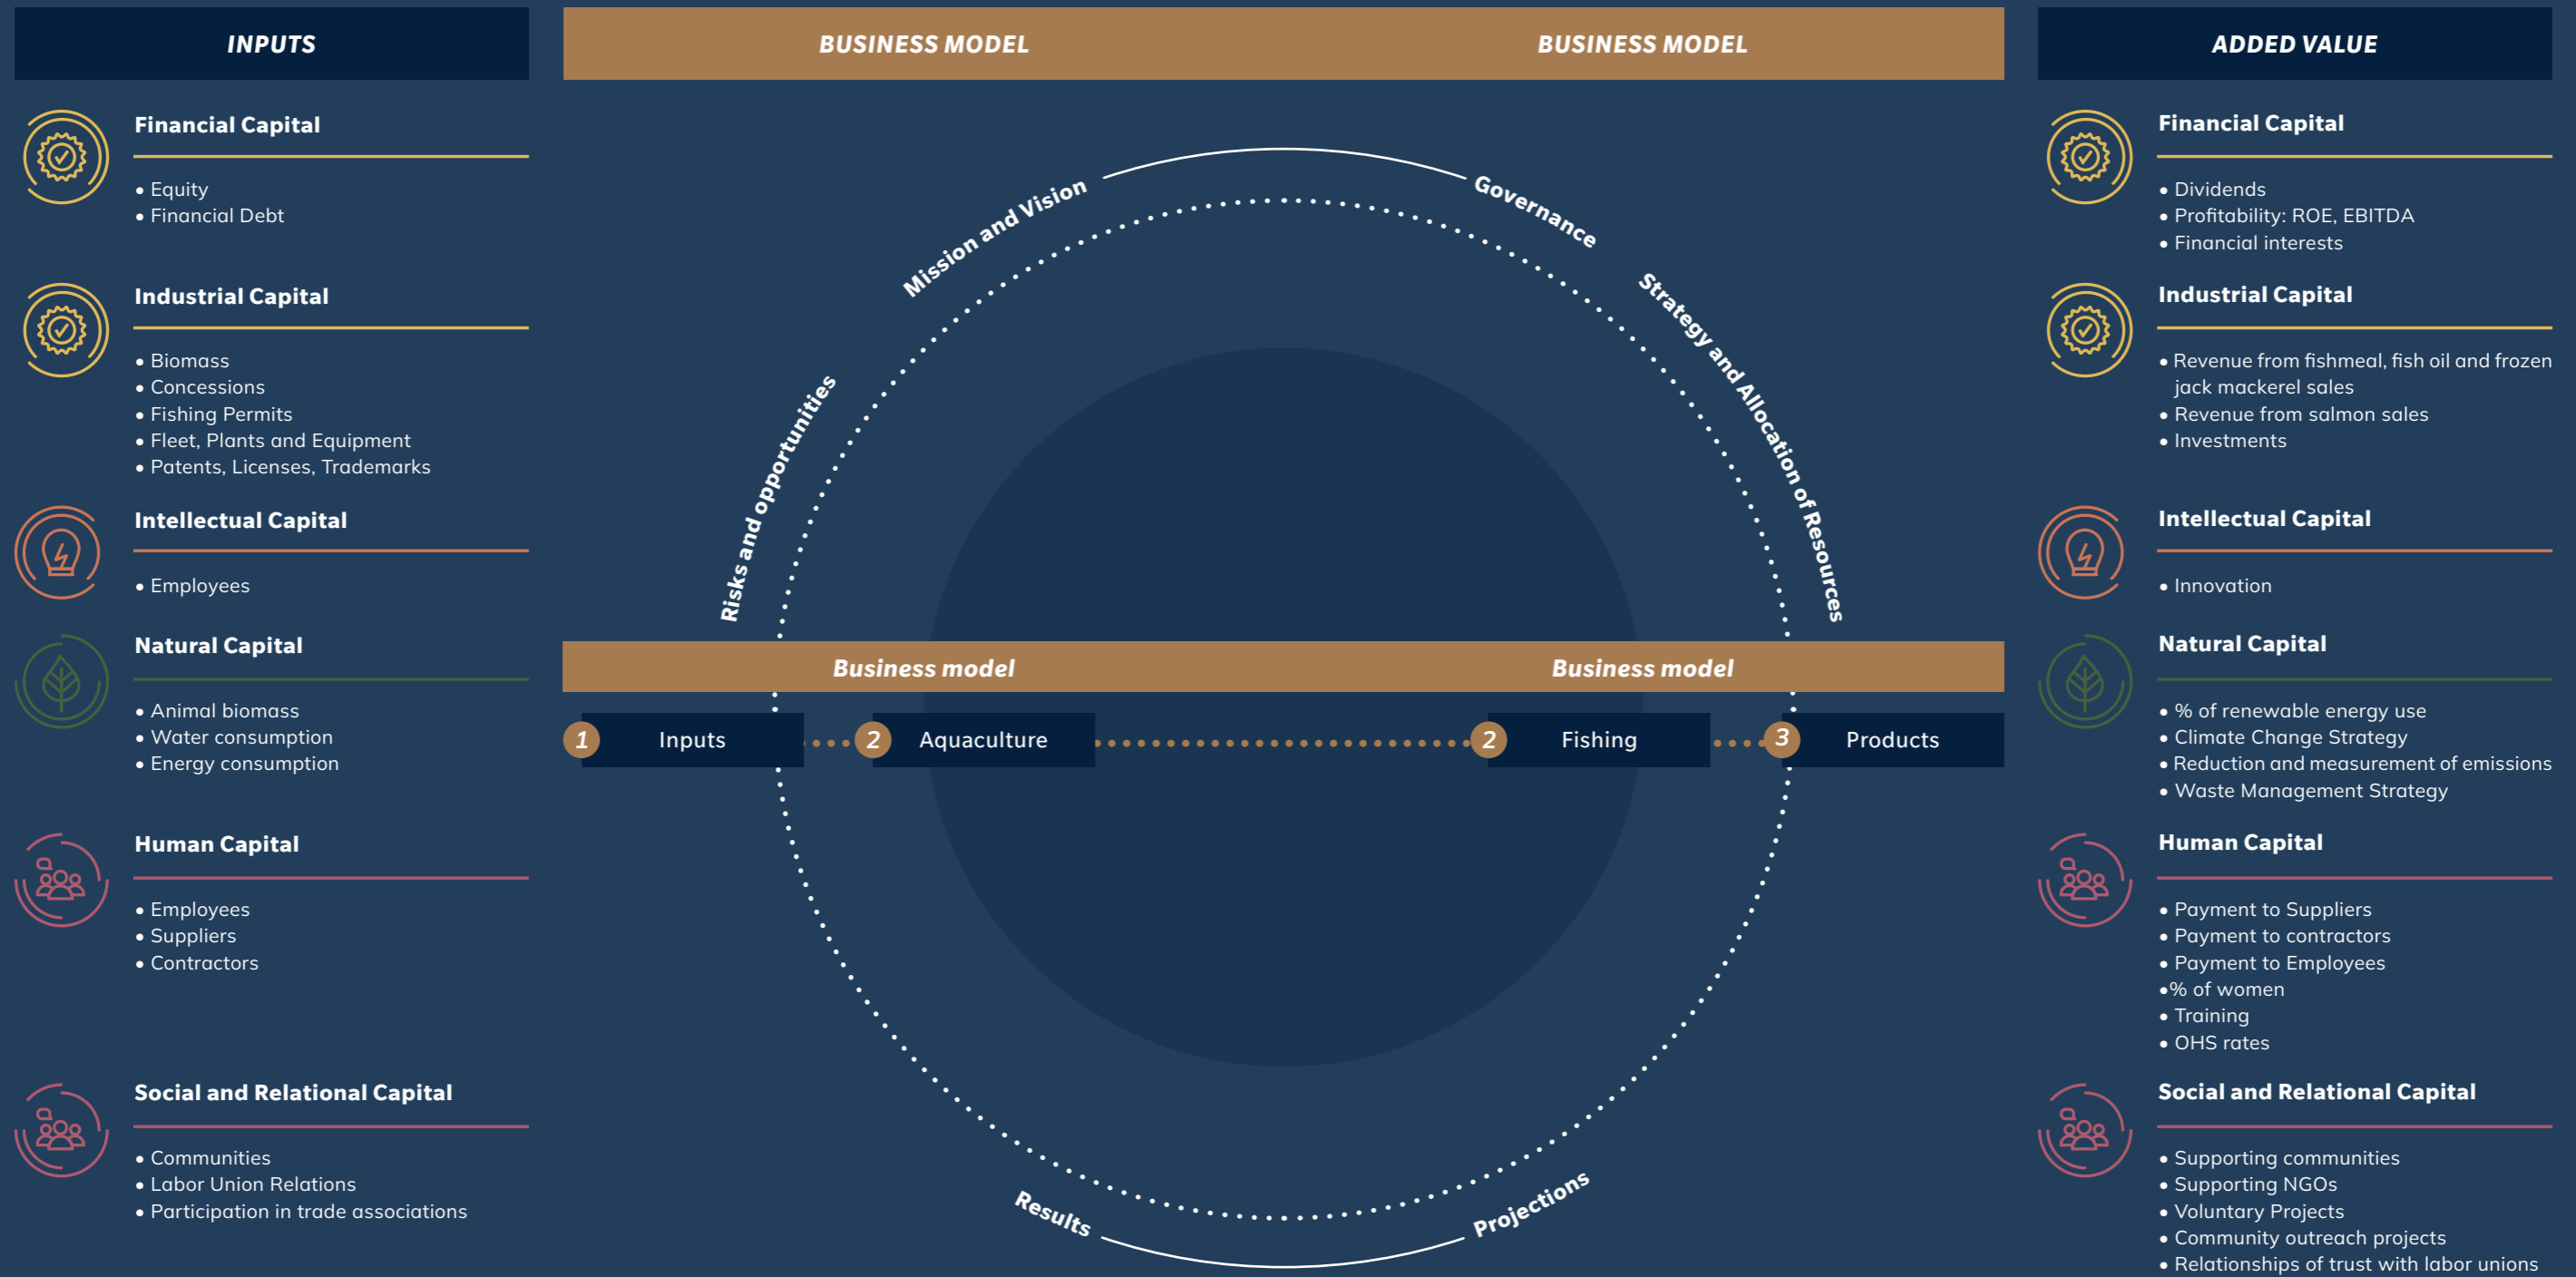 INPUTS
Financial Capital
• Equity
• Financial Debt
Industrial Capital
• Biomass
• Concessions
• Fishing Permits
• Fleet, Plants and Equipment
• Patents, Licenses, Trademarks
Intellectual Capital
• Employees
Natural Capital
• Animal biomass
• Water consumption
• Energy consumption
Human Capital
• Employees
• Suppliers
• Contractors
Social and Relational Capital
• Communities
• Labor Union Relations
• Participation in trade associations
BUSINESS MODEL
BUSINESS MODEL
Risks and opportunities
Mission and Vision
Governance
Strategy and Allocation of Resources
Business model
Business model
1 Inputs
2 Aquaculture
2 Fishing
3 Products
Results
Projections
ADDED VALUE
Financial Capital
• Dividends
• Profitability: ROE, EBITDA
• Financial interests
Industrial Capital
• Revenue from fishmeal, fish oil and frozen
jack mackerel sales
• Revenue from salmon sales
• Investments
Intellectual Capital
• Innovation
Natural Capital
• % of renewable energy use
• Climate Change Strategy
• Reduction and measurement of emissions
• Waste Management Strategy
Human Capital
• Payment to Suppliers
• Payment to contractors
• Payment to Employees
•% of women
• Training
• OHS rates
Social and Relational Capital
• Supporting communities
• Supporting NGOs
• Voluntary Projects
• Community outreach projects
• Relationships of trust with labor unions